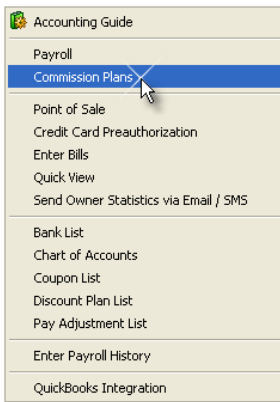 Accounting Guide
Payroll
Commission Plans
Point of Sale
Credit Card Preauthorization
Enter Bills
Quick View
Send Owner Statistics via Email / SMS
Bank List
Chart of Accounts
Coupon List
Discount Plan List
Pay Adjustment List
Enter Payroll History
QuickBooks Integration